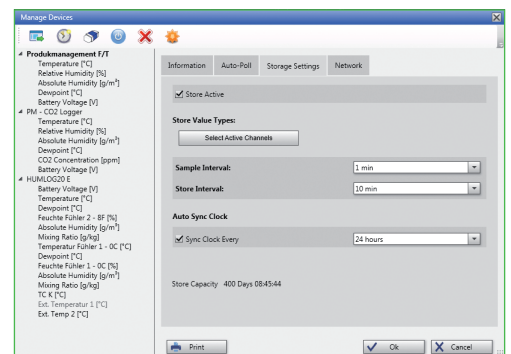 Manage Devices
Produkmanagement F/T
Temperature [°C]
Relative Humidity [%]
Absolute Humidity [g/m³]
Dewpoint [°C]
Battery Voltage [V]
PM - CO2 Logger
Temperature [°C]
Relative Humidity [%]
Absolute Humidity [g/m³]
Dewpoint [°C]
CO2 Concentration [ppm]
Battery Voltage [V]
HUMLOG20 E
Battery Voltage [V]
Temperature [°C]
Dewpoint [°C]
Feuchte Fühler 2 - 8F [%]
Absolute Humidity [g/m³]
Mixing Ratio [g/kg]
Temperatur Fühler 1 - 0C [°C]
Dewpoint [°C]
Feuchte Fühler 1 - 0C [%]
Absolute Humidity [g/m³]
Mixing Ratio [g/kg]
TC K [°C]
Ext. Temperatur 1 [°C]
Ext. Temp 2 [°C]
Information
Auto-Poll
Storage Settings
Network
Store Active
Store Value Types:
Select Active Channels
Sample Interval:
1 min
Store Interval:
10 min
Auto Sync Clock
Sync Clock Every
24 hours
Store Capacity 400 Days 08:45:44
Print
Ok
Cancel